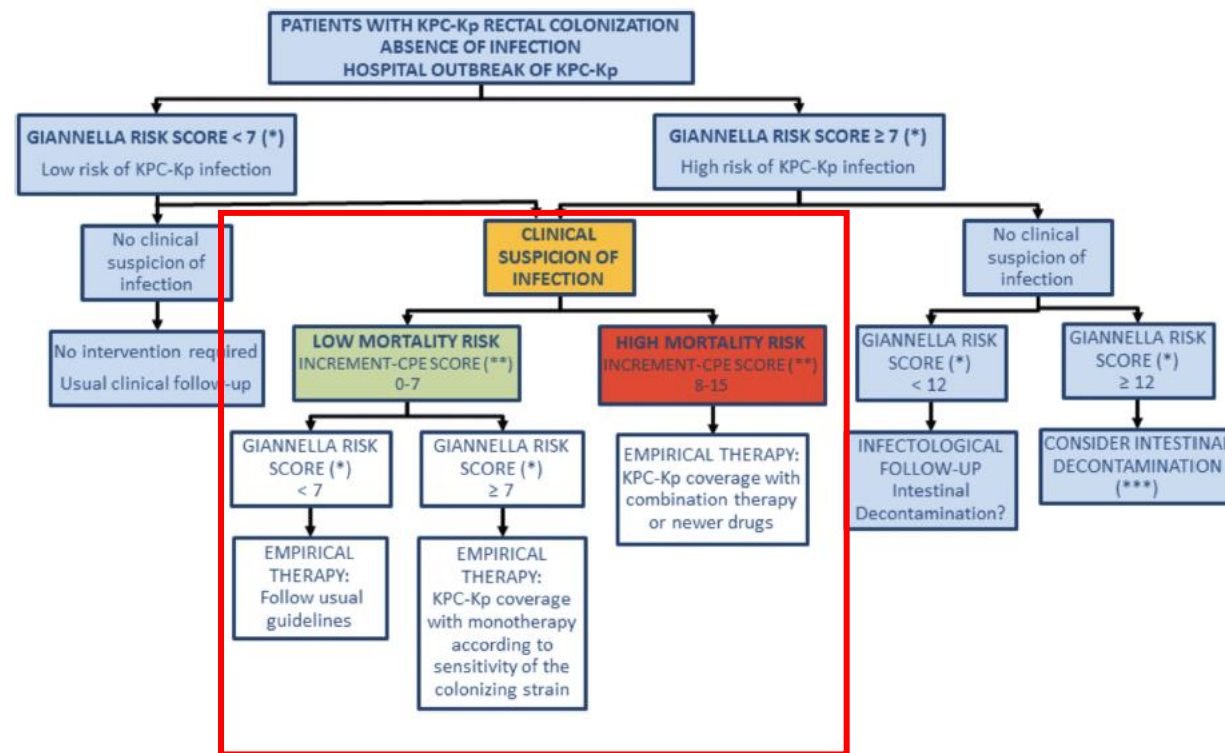 PATIENTS WITH KPC-Kp RECTAL COLONIZATION
ABSENCE OF INFECTION
HOSPITAL OUTBREAK OF KPC-Kp
GIANNELLA RISK SCORE < 7 (*)
Low risk of KPC-Kp infection
GIANNELLA RISK SCORE ≥ 7 (*)
High risk of KPC-Kp infection
No clinical
suspicion of
infection
CLINICAL
SUSPICION OF
INFECTION
No clinical
suspicion of
infection
No intervention required
Usual clinical follow-up
LOW MORTALITY RISK
INCREMENT-CPE SCORE (**)
0-7
HIGH MORTALITY RISK
INCREMENT-CPE SCORE (**)
8-15
GIANNELLA RISK
SCORE (*)
< 12
GIANNELLA RISK
SCORE (*)
≥ 12
GIANNELLA RISK
SCORE (*)
< 7
GIANNELLA RISK
SCORE (*)
≥ 7
EMPIRICAL THERAPY:
KPC-Kp coverage with
combination therapy
or newer drugs
INFECTOLOGICAL
FOLLOW-UP
Intestinal
Decontamination?
CONSIDER INTESTINAL
DECONTAMINATION
(***)
EMPIRICAL
THERAPY:
Follow usual
guidelines
EMPIRICAL
THERAPY:
KPC-Kp coverage
with monotherapy
according to
sensitivity of the
colonizing strain